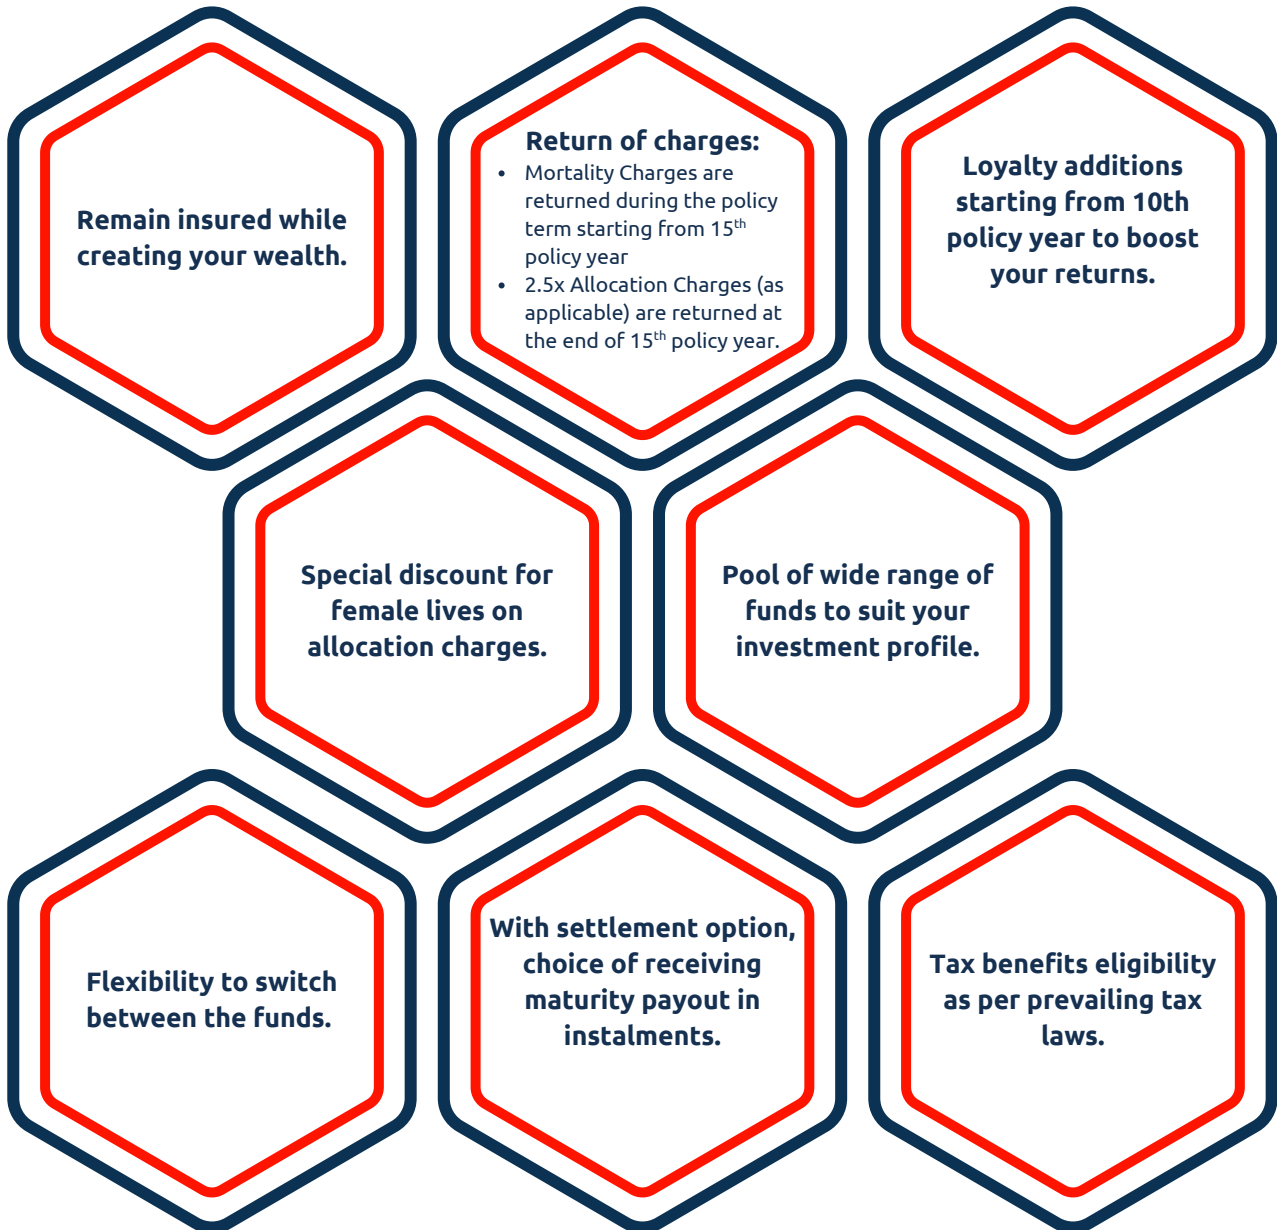 Remain insured while
creating your wealth.
Return of charges:
• Mortality Charges are
returned during the policy
term starting from 15th
policy year
• 2.5x Allocation Charges (as
applicable) are returned at
the end of 15th policy year.
Loyalty additions
starting from 10th
policy year to boost
your returns.
Special discount for
female lives on
allocation charges.
Pool of wide range of
funds to suit your
investment profile.
Flexibility to switch
between the funds.
With settlement option,
choice of receiving
maturity payout in
instalments.
Tax benefits eligibility
as per prevailing tax
laws.